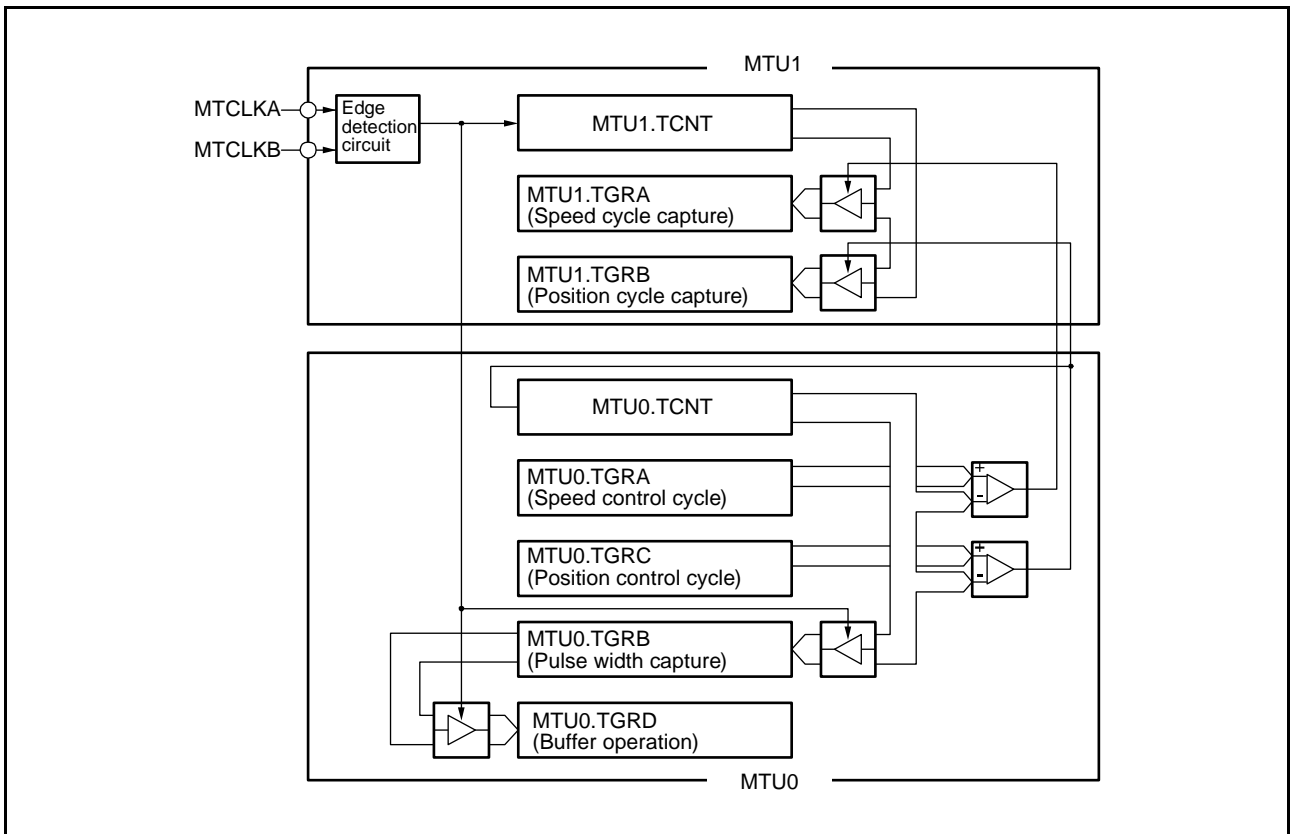 MTU1
MTCLKA
MTCLKB
Edge
detection
circuit
MTU1.TCNT
MTU1.TGRA
(Speed cycle capture)
MTU1.TGRB
(Position cycle capture)
MTU0.TCNT
MTU0.TGRA
(Speed control cycle)
+
-
MTU0.TGRC
(Position control cycle)
+
-
MTU0.TGRB
(Pulse width capture)
MTU0.TGRD
(Buffer operation)
MTU0